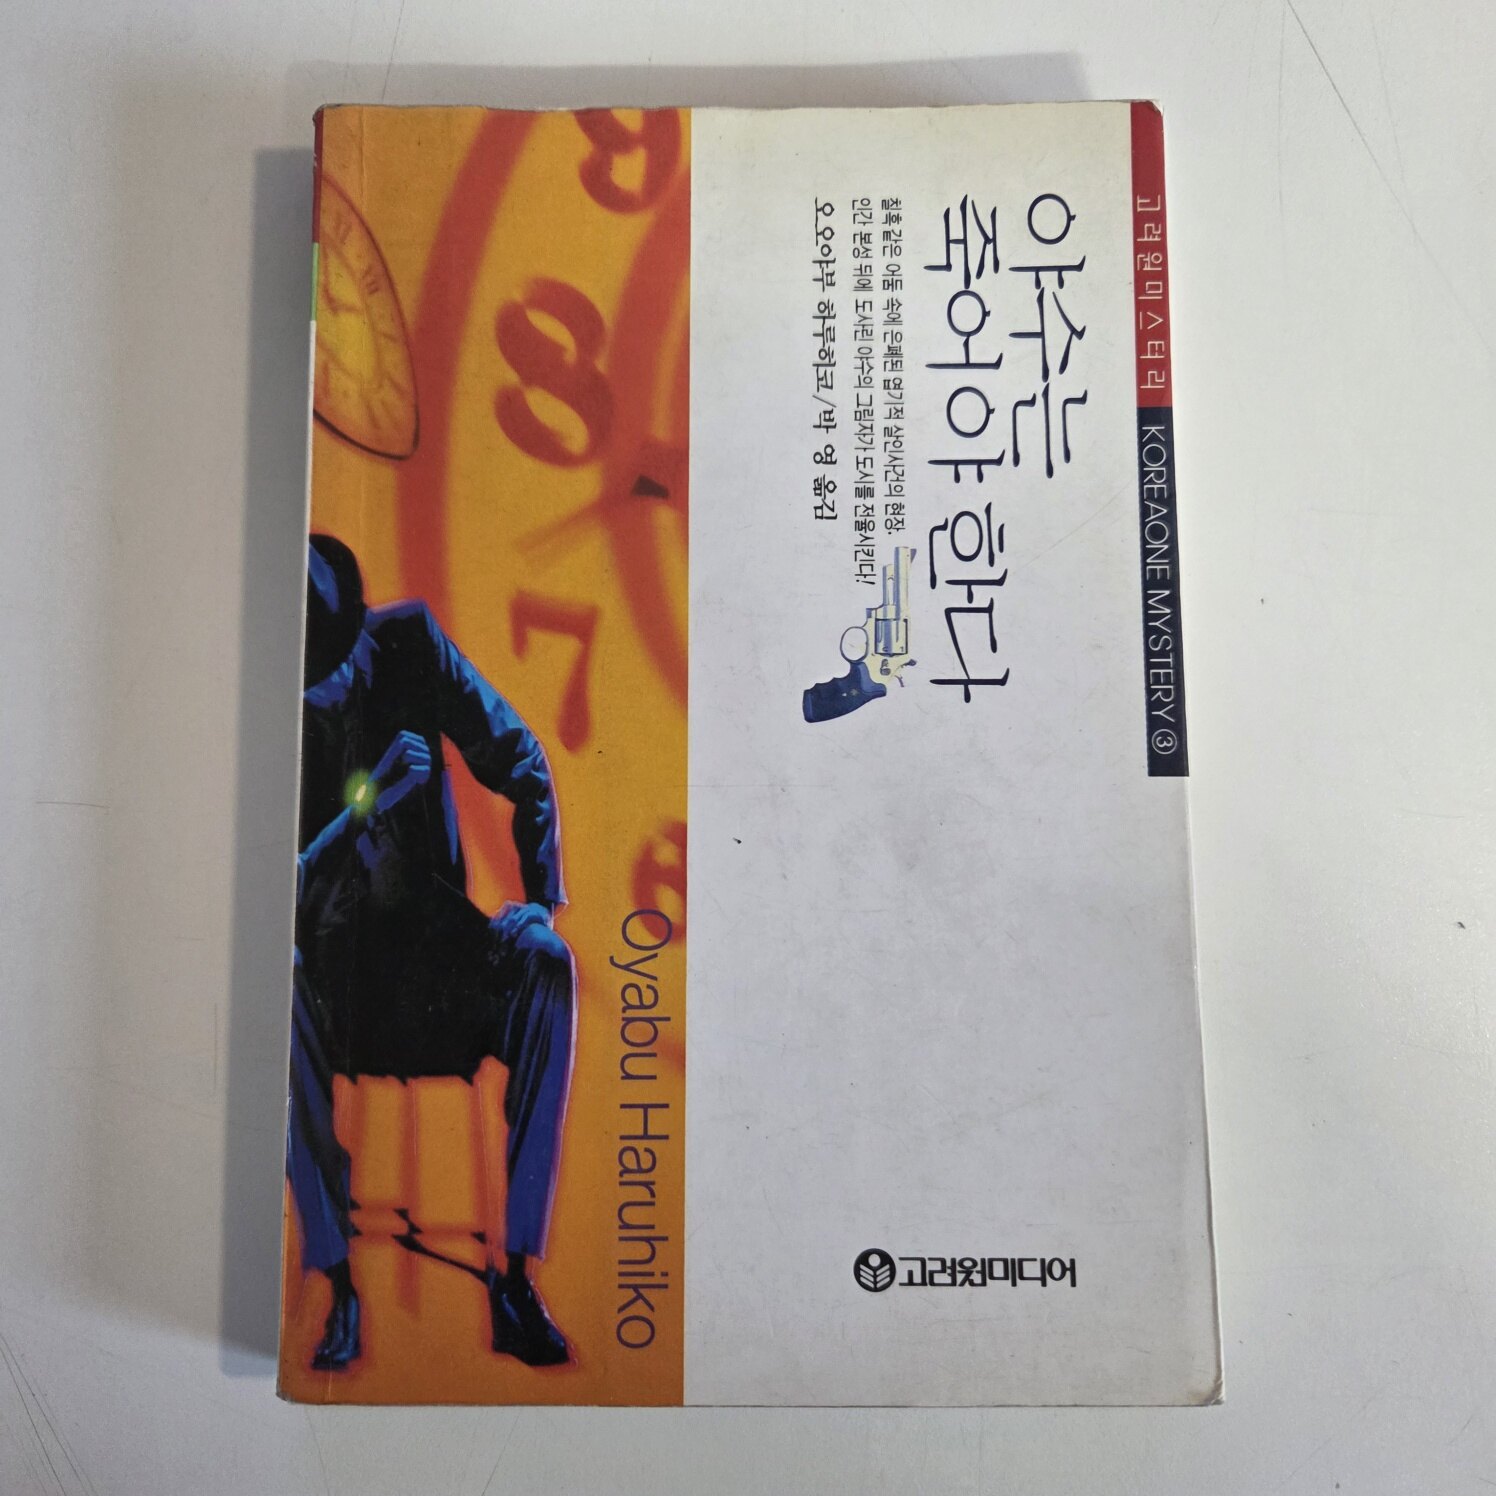 고려원미스터리 KOREAONE MYSTERY ③
야수는
죽어야 한다
칠흑같은 어둠 속에 은폐된 엽기적 살인사건의 현장.
인간 본성 뒤에 도사린 야수의 그림자가 도시를 전율시킨다!
오오야부 하루히코/박 영 옮김
고려원미디어
Oyabu Haruhiko
9
8
7
6